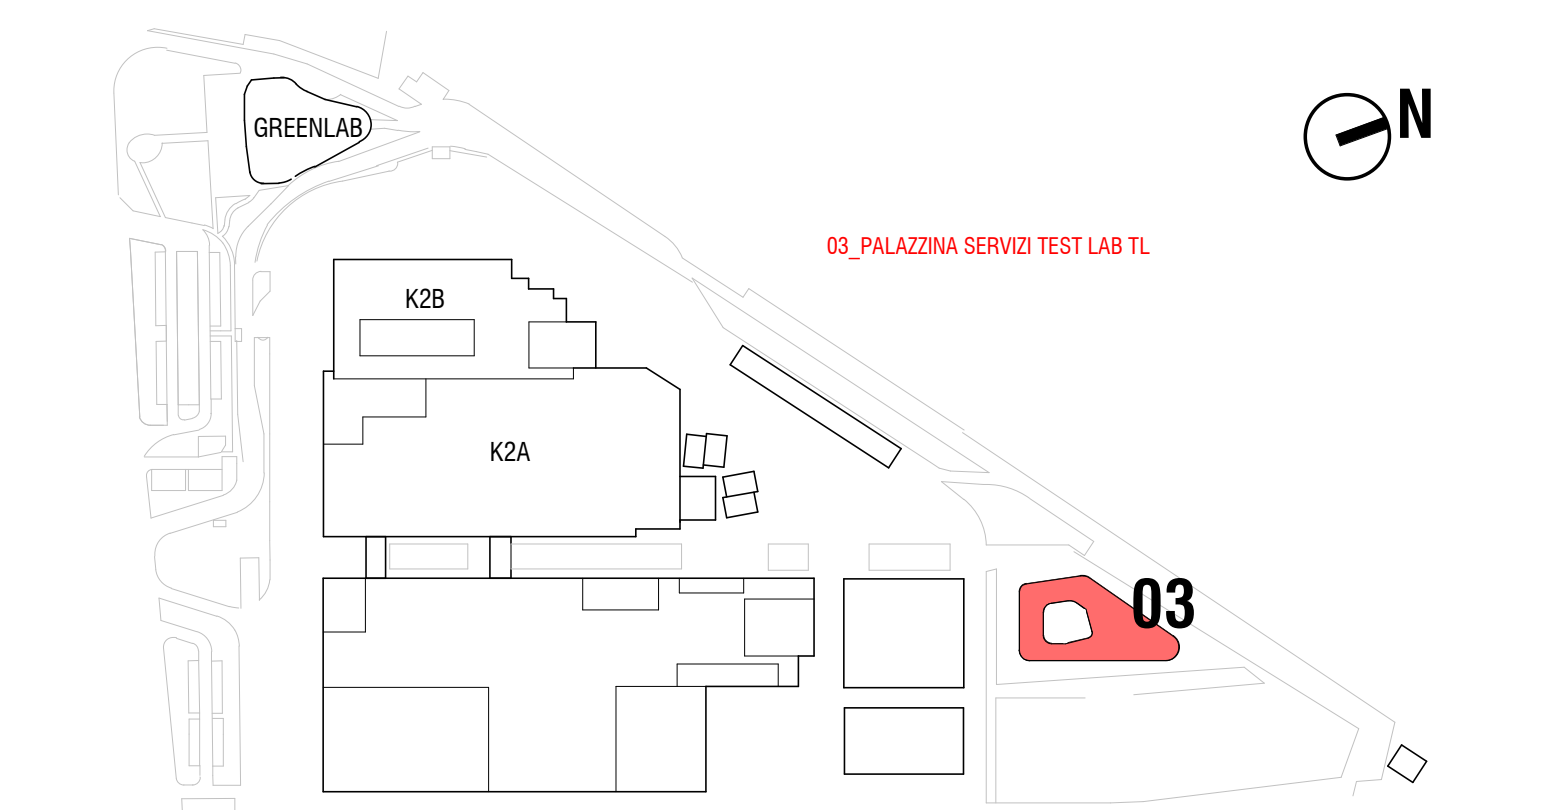 N
GREENLAB
03_PALAZZINA SERVIZI TEST LAB TL
K2B
K2A
03